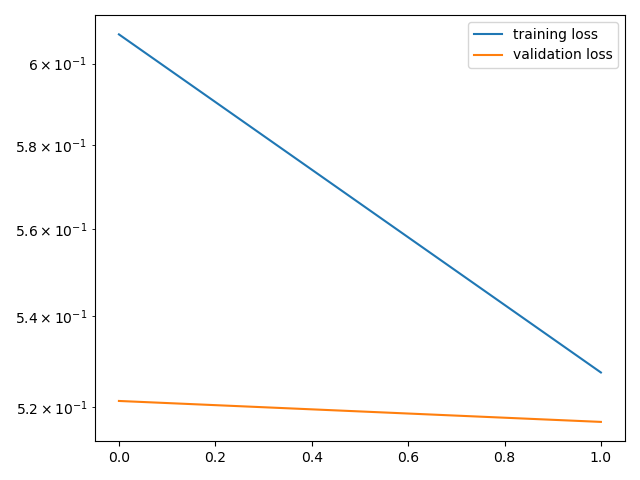 training loss
validation loss
6 × 10⁻¹
5.8 × 10⁻¹
5.6 × 10⁻¹
5.4 × 10⁻¹
5.2 × 10⁻¹
0.0 0.2 0.4 0.6 0.8 1.0